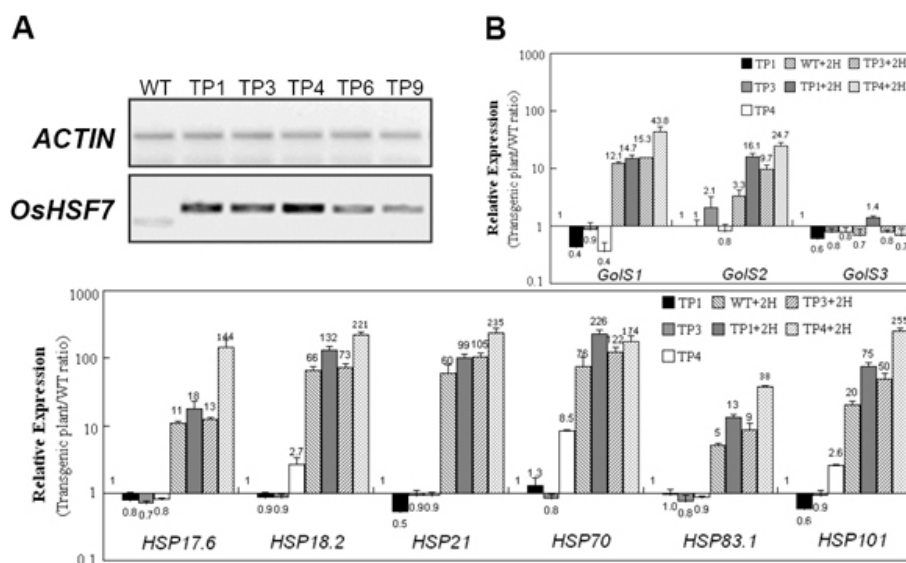 A
WT TP1 TP3 TP4 TP6 TP9
ACTIN
OsHSF7
B
Relative Expression
(Transgenic plant/WT ratio)
1000
100
10
1
0.1
TP1 WT+2H TP3+2H
TP3 TP1+2H TP4+2H
TP4
1 0.4 0.9 0.4 12.1 14.7 15.3 43.8
1 1 2.1 0.8 3.3 16.1 9.7 24.7
1 0.6 0.8 0.8 0.7 1.4 0.8
GolS1 GolS2 GolS3
Relative Expression
(Transgenic plant/WT ratio)
1000
100
10
1
0.1
TP1 WT+2H TP3+2H
TP3 TP1+2H TP4+2H
TP4
1 0.8 0.7 0.8 11 18 13 144
1 0.9 0.9 2.7 66 132 73 221
1 0.5 0.9 0.9 60 99 105 235
1 1.3 0.8 8.5 76 226 122 174
1 1.0 0.8 0.9 5 13 9 38
1 0.6 0.9 2.6 20 75 50 255
HSP17.6 HSP18.2 HSP21 HSP70 HSP83.1 HSP101